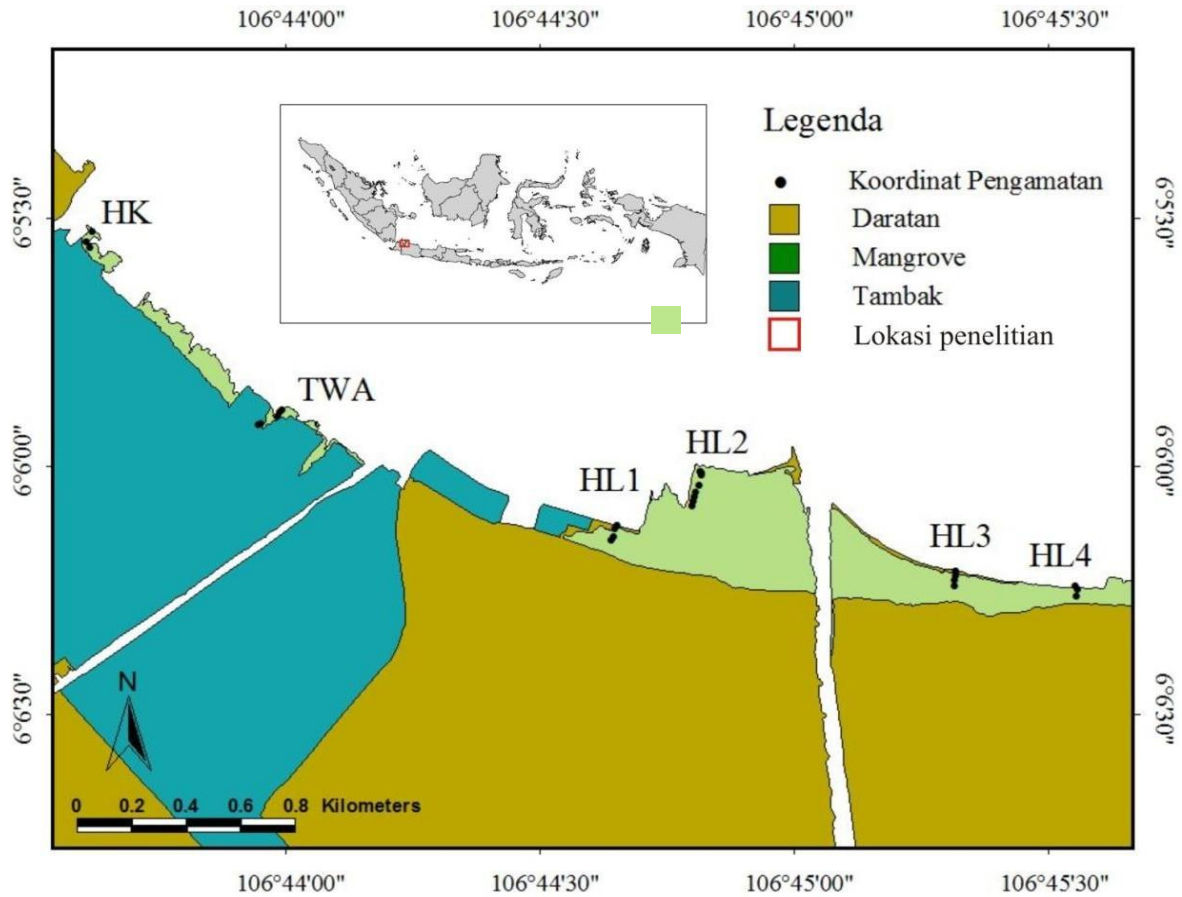 106°44'00"
106°44'30"
106°45'00"
106°45'30"
Legenda
Koordinat Pengamatan
Daratan
Mangrove
Tambak
Lokasi penelitian
6°5'30"
6°5'30"
HK
TWA
HL2
HL1
HL3
HL4
6°6'00"
6°6'00"
6°6'30"
6°6'30"
N
0 0.2 0.4 0.6 0.8 Kilometers
106°44'00"
106°44'30"
106°45'00"
106°45'30"